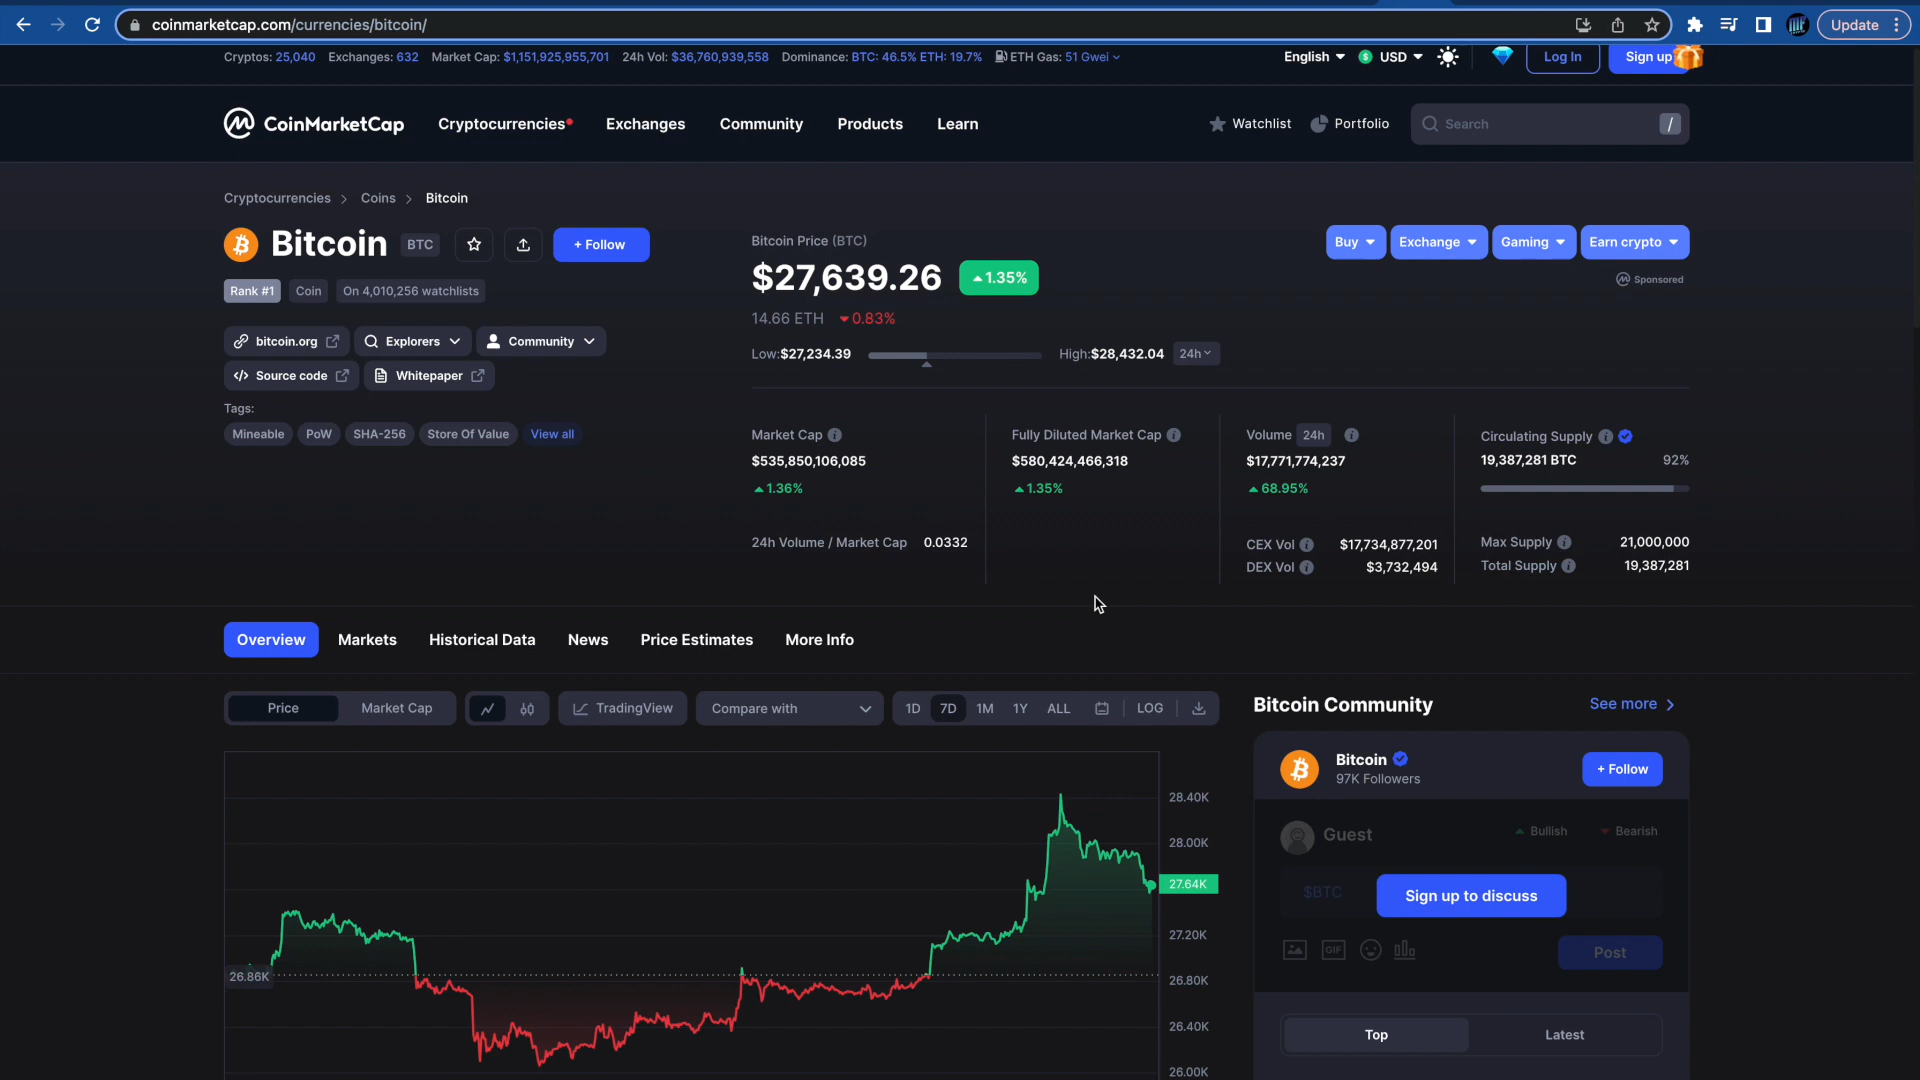 coinmarketcap.com/currencies/bitcoin/
Update
Cryptos: 25,040 Exchanges: 632 Market Cap: $1,151,925,955,701 24h Vol: $36,760,939,558 Dominance: BTC: 46.5% ETH: 19.7% ETH Gas: 51 Gwei
English USD Log In Sign up
CoinMarketCap Cryptocurrencies Exchanges Community Products Learn
Watchlist Portfolio Search /
Cryptocurrencies > Coins > Bitcoin
Bitcoin BTC + Follow
Rank #1 Coin On 4,010,256 watchlists
bitcoin.org Explorers Community
Source code Whitepaper
Tags:
Mineable PoW SHA-256 Store Of Value View all
Bitcoin Price (BTC)
$27,639.26 1.35%
14.66 ETH 0.83%
Low:$27,234.39 High:$28,432.04 24h
Buy Exchange Gaming Earn crypto
Sponsored
Market Cap
$535,850,106,085
1.36%
24h Volume / Market Cap 0.0332
Fully Diluted Market Cap
$580,424,466,318
1.35%
Volume 24h
$17,771,774,237
68.95%
CEX Vol $17,734,877,201
DEX Vol $3,732,494
Circulating Supply
19,387,281 BTC 92%
Max Supply 21,000,000
Total Supply 19,387,281
Overview Markets Historical Data News Price Estimates More Info
Price Market Cap TradingView Compare with 1D 7D 1M 1Y ALL LOG
28.40K
28.00K
27.64K
27.20K
26.86K
26.80K
26.40K
26.00K
Bitcoin Community See more >
Bitcoin
97K Followers
+ Follow
Guest Bullish Bearish
$BTC Sign up to discuss
GIF Post
Top Latest